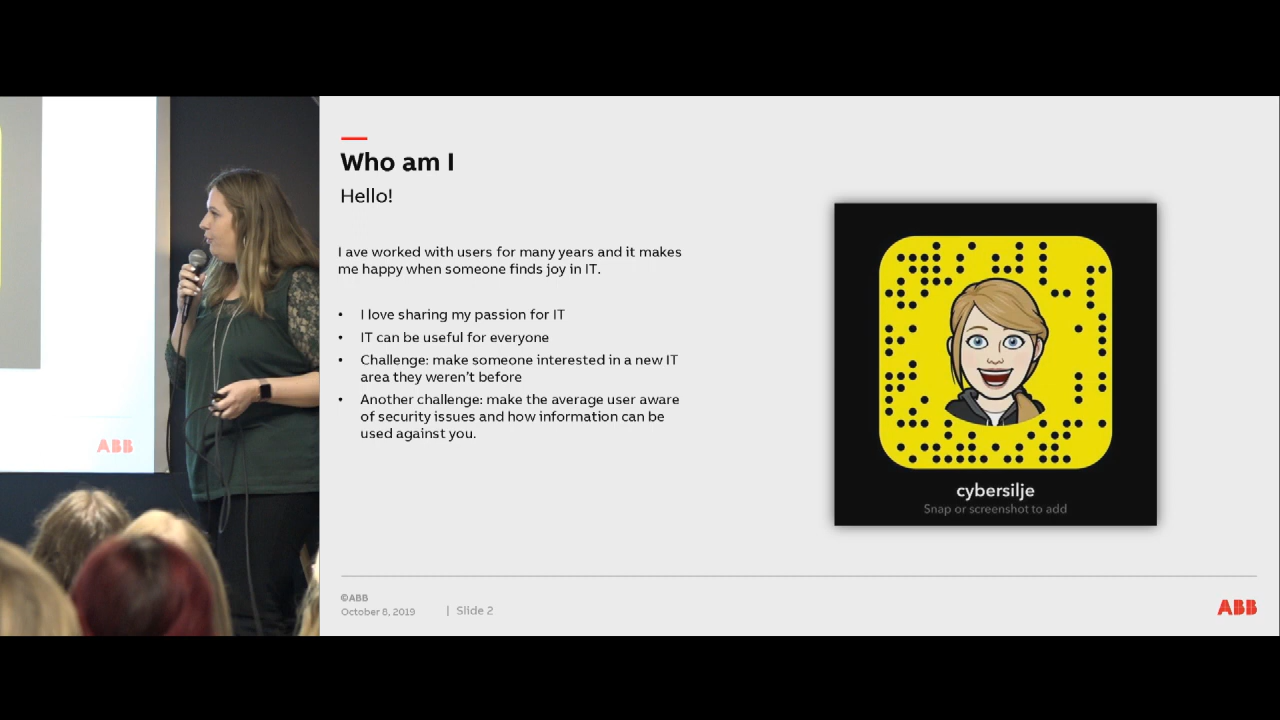 Who am I
Hello!
I ave worked with users for many years and it makes
me happy when someone finds joy in IT.
• I love sharing my passion for IT
• IT can be useful for everyone
• Challenge: make someone interested in a new IT
area they weren't before
• Another challenge: make the average user aware
of security issues and how information can be
used against you.
cybersilje
Snap or screenshot to add
©ABB
October 8, 2019 | Slide 2
ABB
ABB